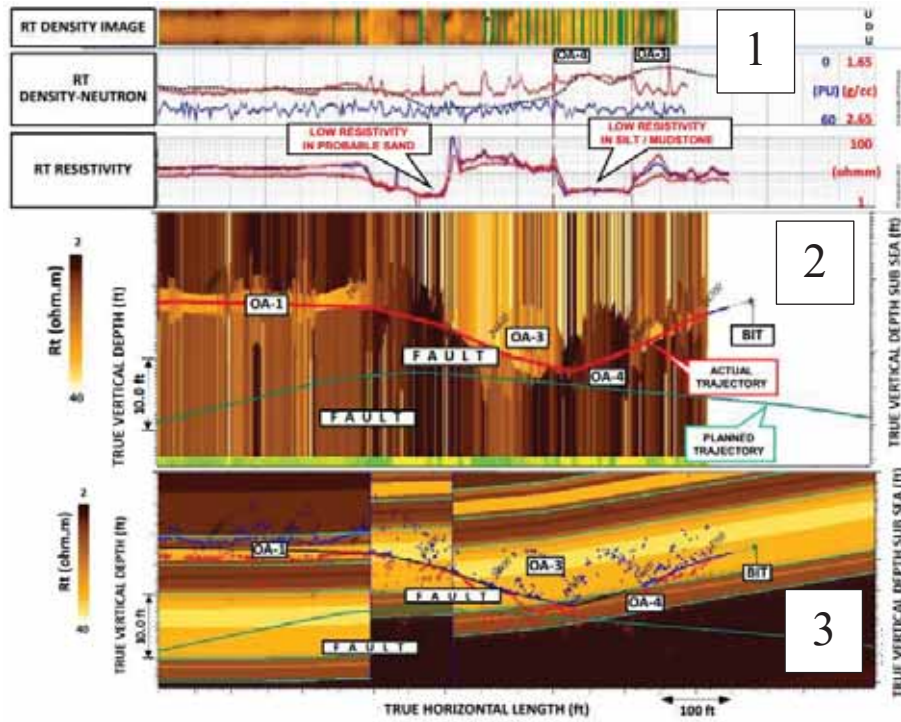 RT DENSITY IMAGE
U
D
U
1
RT
DENSITY-NEUTRON
OA-4
OA-3
0 1.65
(PU) (g/cc)
60 2.65
LOW RESISTIVITY
IN PROBABLE SAND
LOW RESISTIVITY
IN SILT / MUDSTONE
RT RESISTIVITY
100
(ohmm)
1
2
2
Rt (ohm.m)
40
TRUE VERTICAL DEPTH (ft)
10.0 ft
OA-1
OA-3
FAULT
OA-4
FAULT
BIT
ACTUAL
TRAJECTORY
PLANNED
TRAJECTORY
TRUE VERTICAL DEPTH SUB SEA (ft)
2
Rt (ohm.m)
40
TRUE VERTICAL DEPTH (ft)
10.0 ft
OA-1
OA-3
FAULT
OA-4
FAULT
BIT
3
TRUE VERTICAL DEPTH SUB SEA (ft)
TRUE HORIZONTAL LENGTH (ft)
100 ft